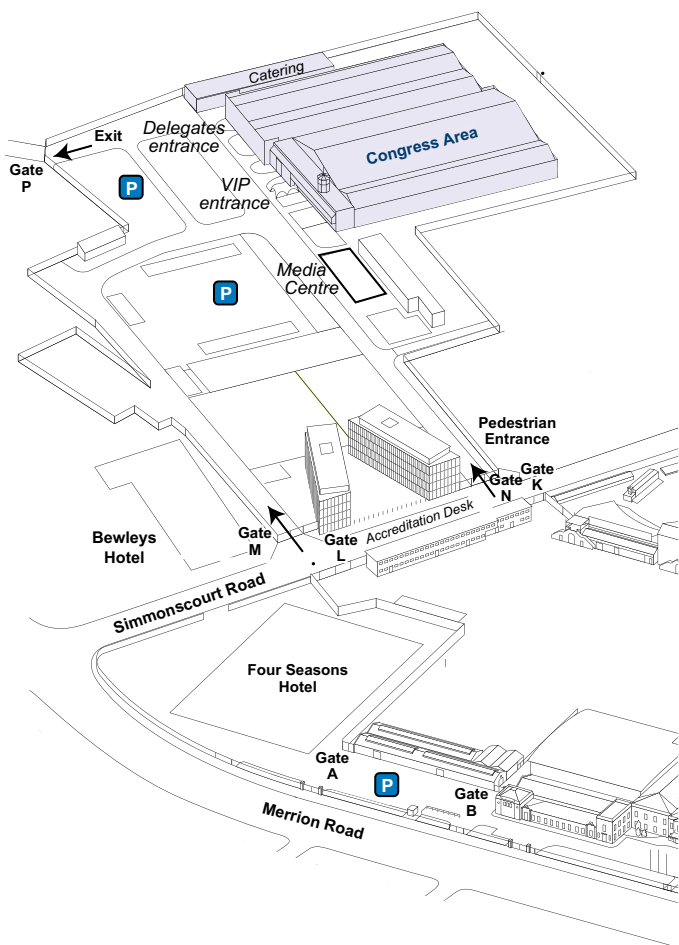 Catering
Congress Area
Delegates
entrance
Exit
Gate
P
P
VIP
entrance
Media
Centre
P
Pedestrian
Entrance
Gate
K
Gate
N
Accreditation Desk
Gate
L
Gate
M
Bewleys
Hotel
Simmonscourt Road
Four Seasons
Hotel
Gate
A
P
Gate
B
Merrion Road